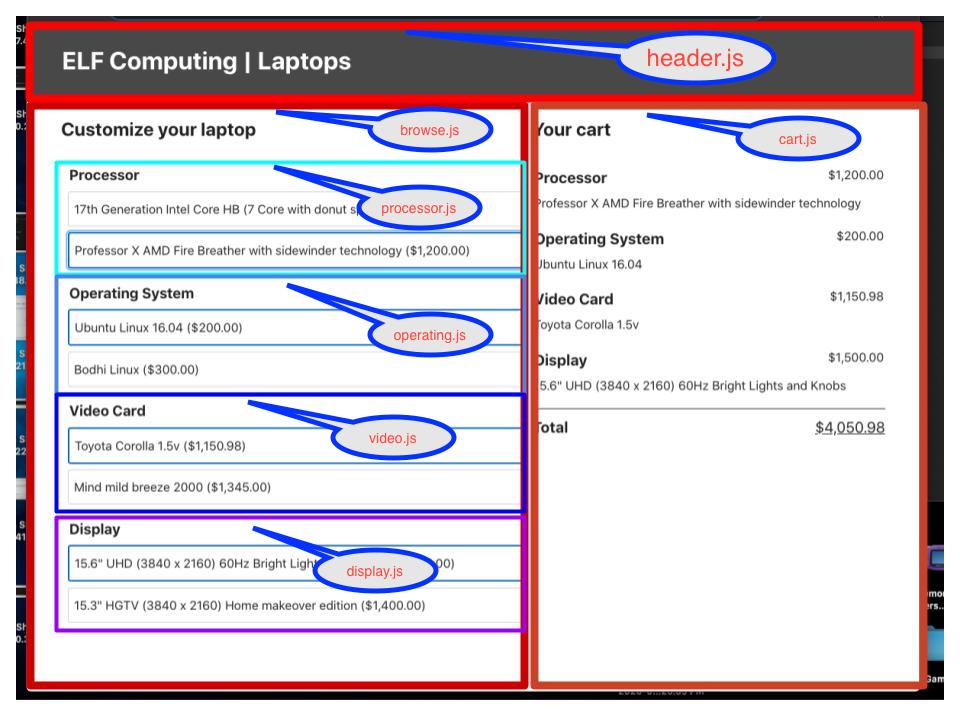 ELF Computing | Laptops
header.js
Customize your laptop
browse.js
Processor
processor.js
17th Generation Intel Core HB (7 Core with donut
Professor X AMD Fire Breather with sidewinder technology ($1,200.00)
Operating System
operating.js
Ubuntu Linux 16.04 ($200.00)
Bodhi Linux ($300.00)
Video Card
video.js
Toyota Corolla 1.5v ($1,150.98)
Mind mild breeze 2000 ($1,345.00)
Display
display.js
15.6" UHD (3840 x 2160) 60Hz Bright 00)
15.3" HGTV (3840 x 2160) Home makeover edition ($1,400.00)
Your cart
cart.js
Processor $1,200.00
Professor X AMD Fire Breather with sidewinder technology
Operating System $200.00
Ubuntu Linux 16.04
Video Card $1,150.98
Toyota Corolla 1.5v
Display $1,500.00
5.6" UHD (3840 x 2160) 60Hz Bright Lights and Knobs
Total $4,050.98